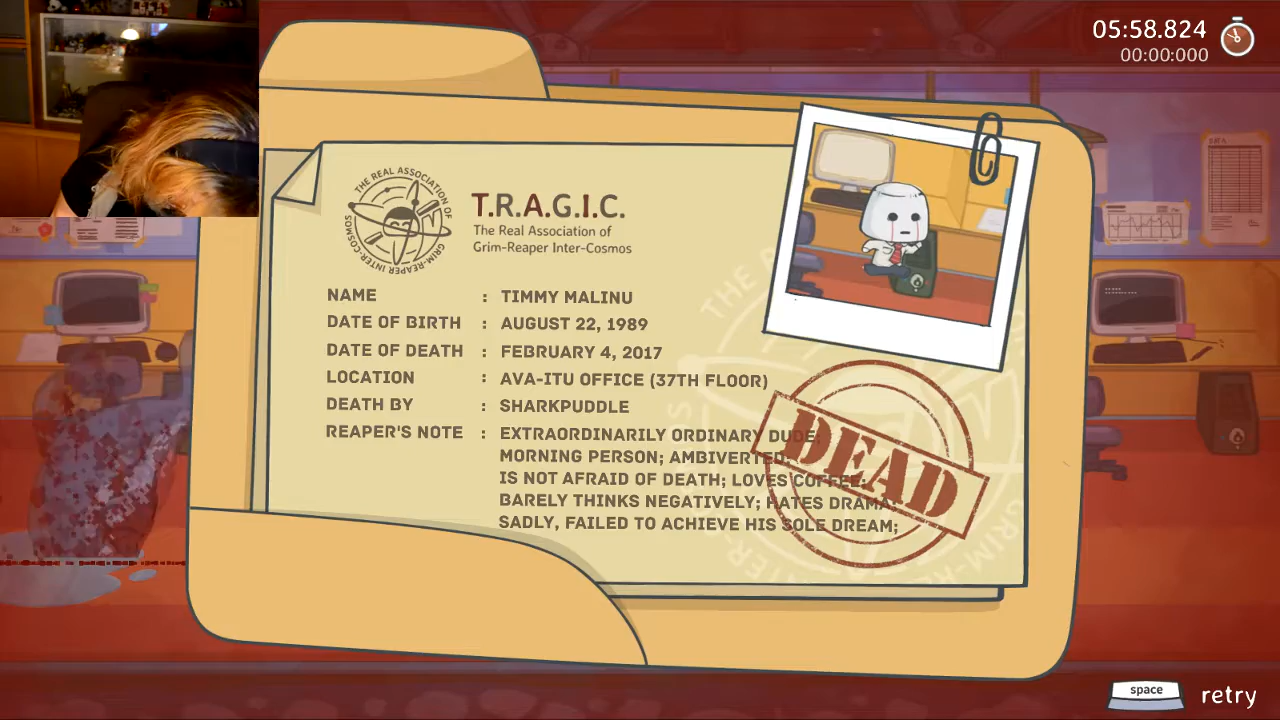 05:58.824
00:00:000
THE REAL ASSOCIATION OF
GRIM-REAPER INTER-COSMOS
T.R.A.G.I.C.
The Real Association of
Grim-Reaper Inter-Cosmos
NAME : TIMMY MALINU
DATE OF BIRTH : AUGUST 22, 1989
DATE OF DEATH : FEBRUARY 4, 2017
LOCATION : AVA-ITU OFFICE (37TH FLOOR)
DEATH BY : SHARKPUDDLE
REAPER'S NOTE : EXTRAORDINARILY ORDINARY DUDE;
MORNING PERSON; AMBIVERTED;
IS NOT AFRAID OF DEATH; LOVES COFFEE;
BARELY THINKS NEGATIVELY; HATES DRAMA;
SADLY, FAILED TO ACHIEVE HIS SOLE DREAM;
DEAD
space retry